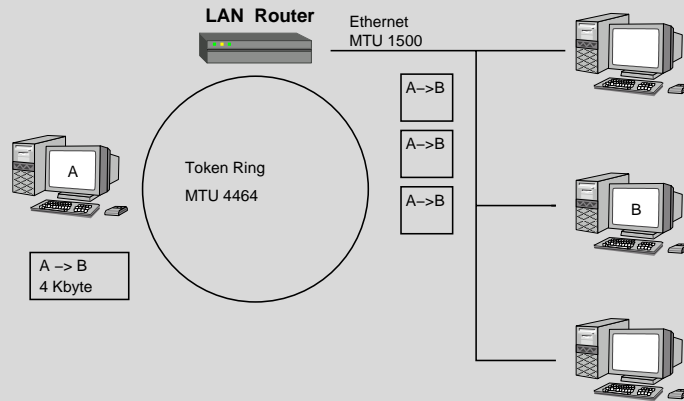 LAN Router
Ethernet
MTU 1500
A->B
A->B
A->B
Token Ring
MTU 4464
A
B
A -> B
4 Kbyte